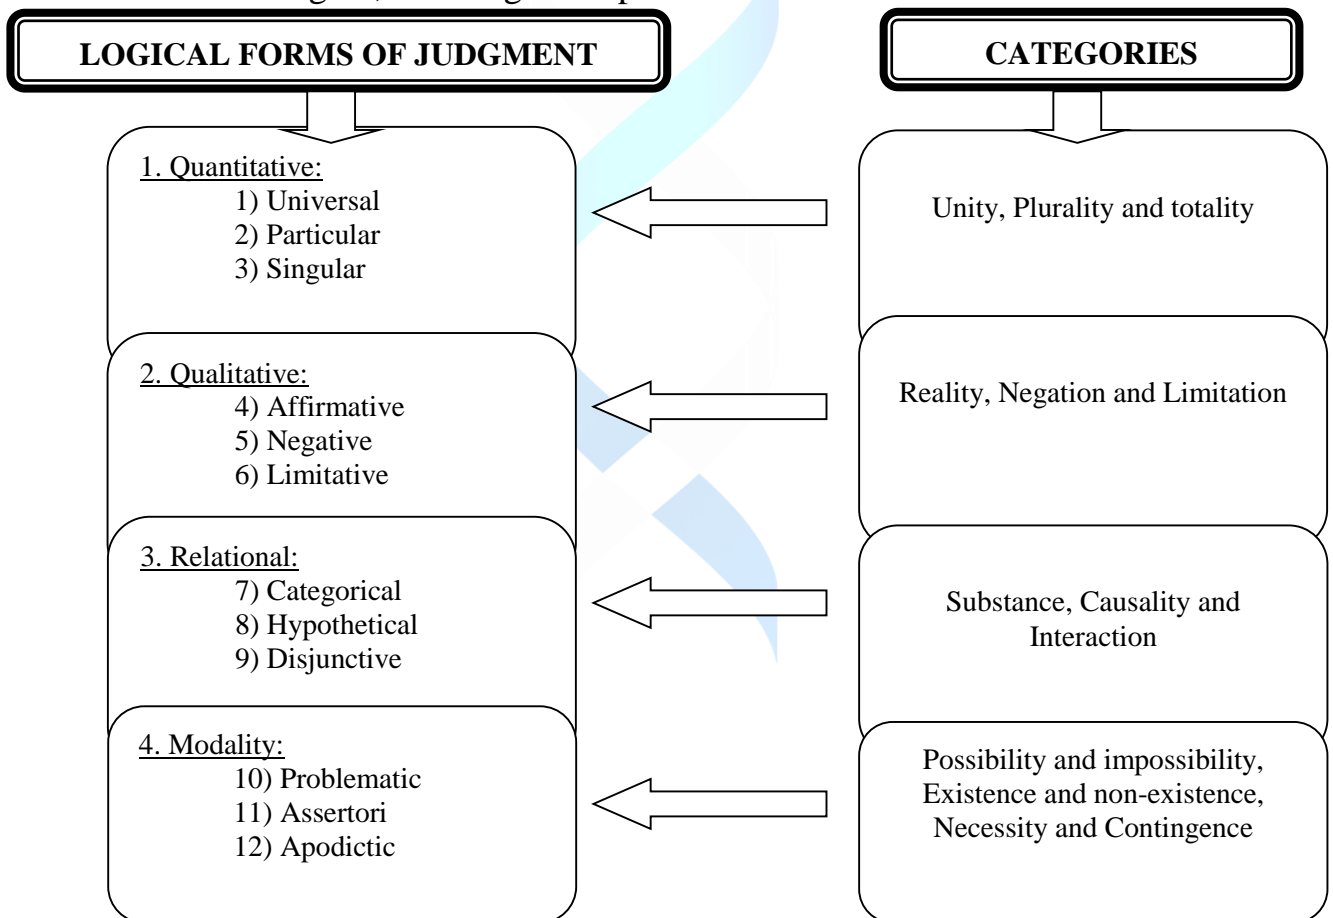 LOGICAL FORMS OF JUDGMENT
1. Quantitative:
1) Universal
2) Particular
3) Singular
2. Qualitative:
4) Affirmative
5) Negative
6) Limitative
3. Relational:
7) Categorical
8) Hypothetical
9) Disjunctive
4. Modality:
10) Problematic
11) Assertori
12) Apodictic
CATEGORIES
Unity, Plurality and totality
Reality, Negation and Limitation
Substance, Causality and
Interaction
Possibility and impossibility,
Existence and non-existence,
Necessity and Contingence